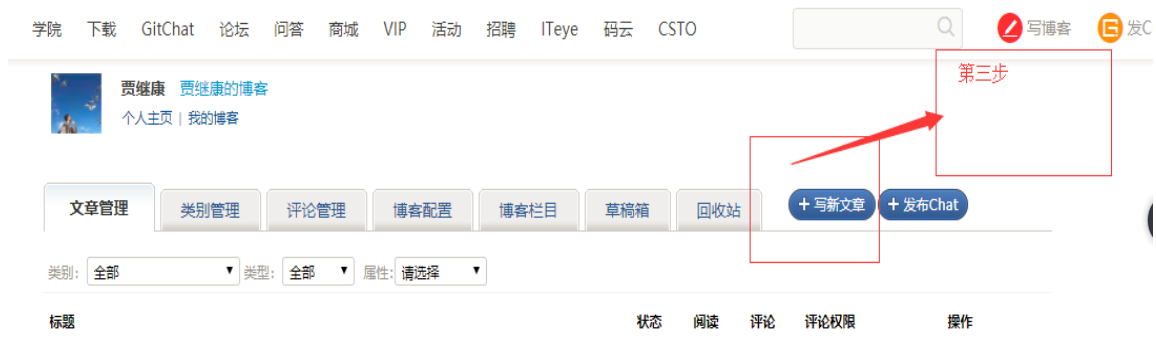 学院 下载 GitChat 论坛 问答 商城 VIP 活动 招聘 ITeye 码云 CSTO 写博客 发C
第三步
贾继康 贾继康的博客
个人主页 | 我的博客
文章管理 类别管理 评论管理 博客配置 博客栏目 草稿箱 回收站 + 写新文章 + 发布Chat
类别: 全部 类型: 全部 属性: 请选择
标题 状态 阅读 评论 评论权限 操作